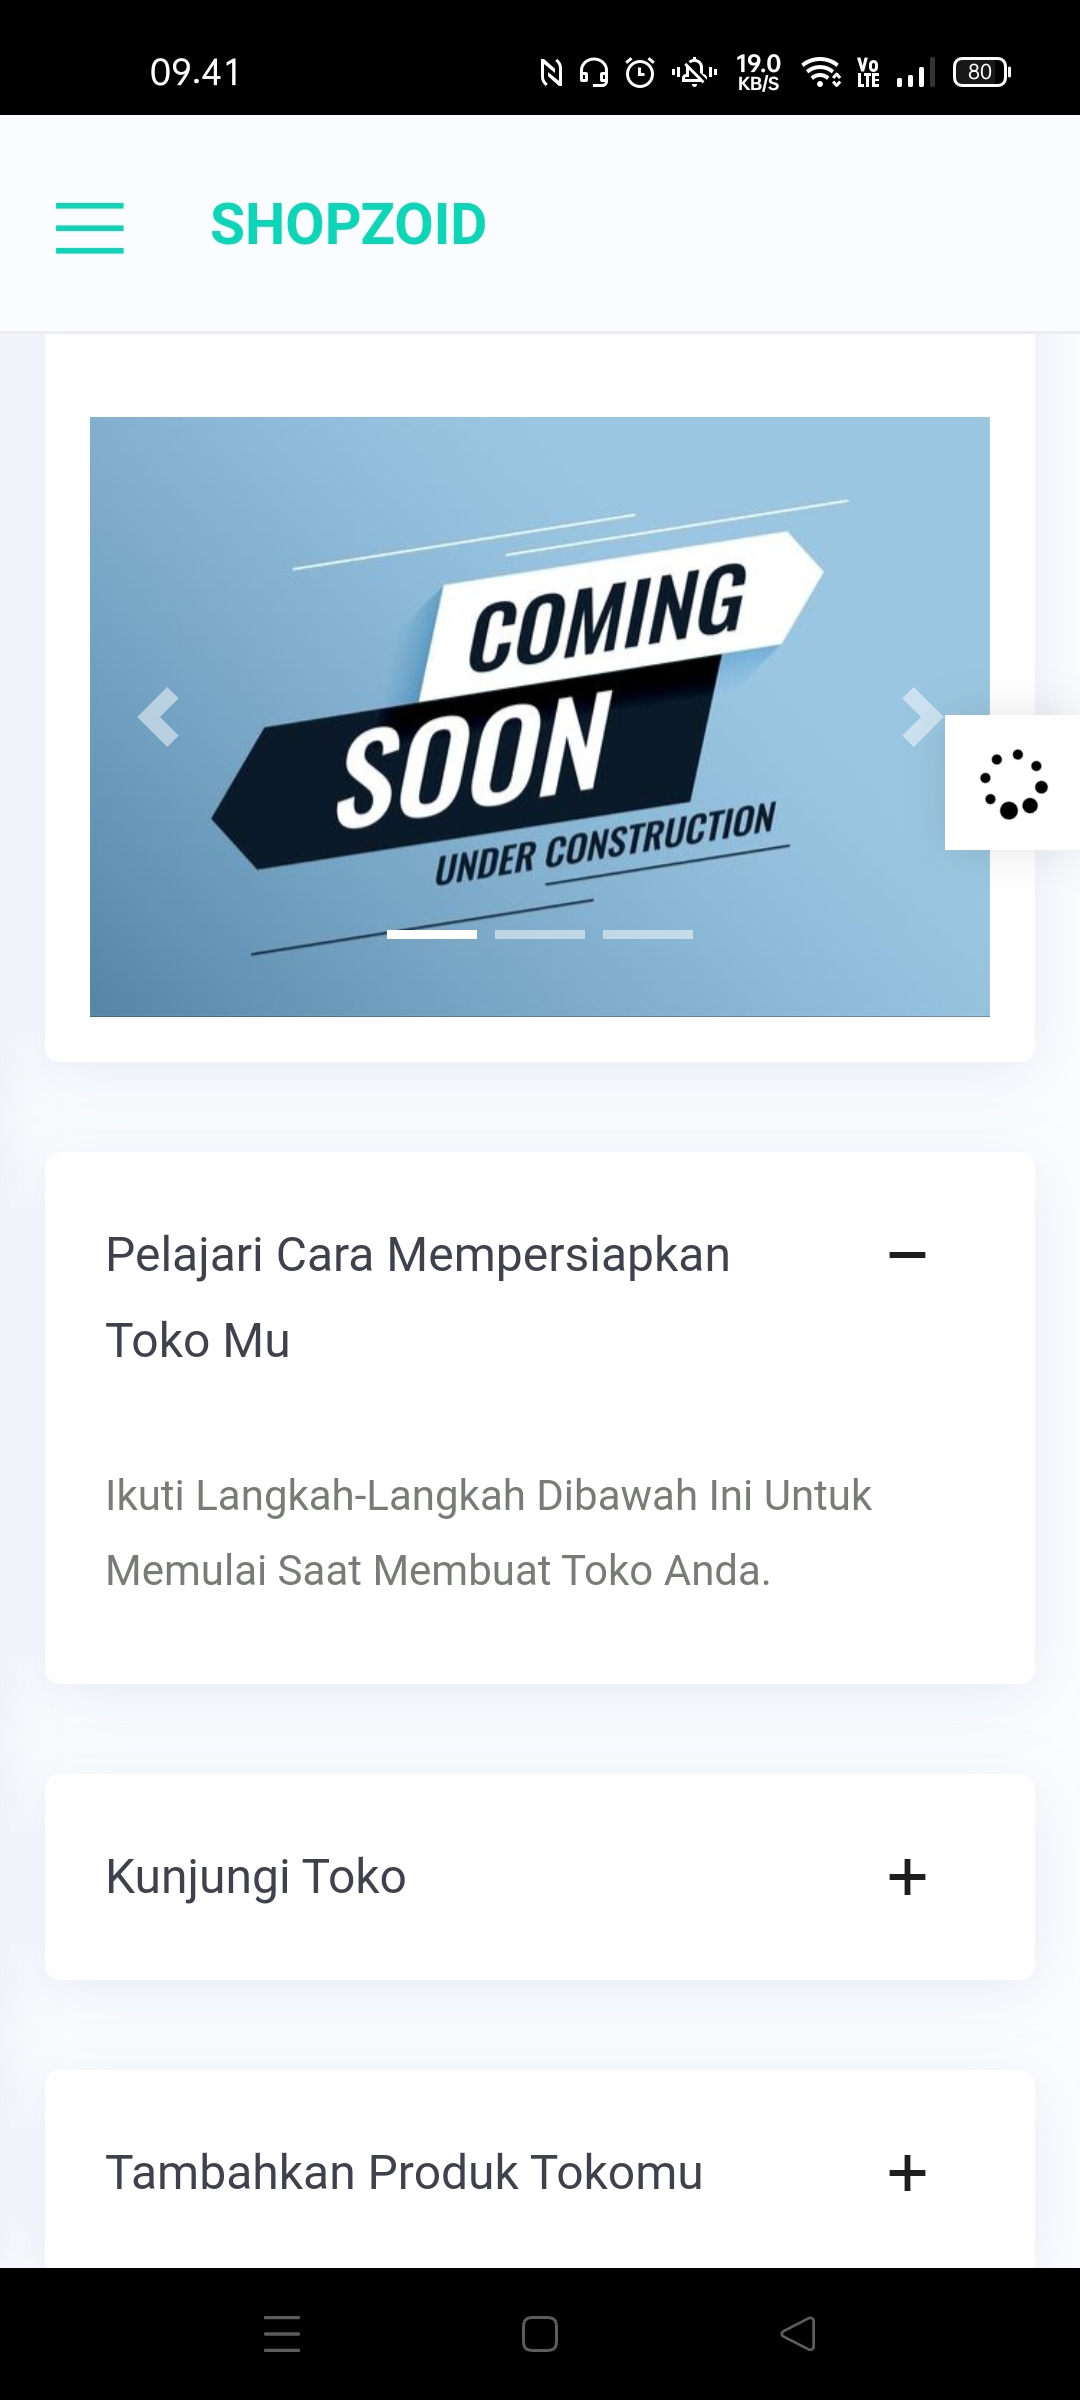 09.41
19.0
KB/S
Vo
LTE
80
SHOPZOID
COMING
SOON
UNDER CONSTRUCTION
Pelajari Cara Mempersiapkan
Toko Mu
Ikuti Langkah-Langkah Dibawah Ini Untuk
Memulai Saat Membuat Toko Anda.
Kunjungi Toko
Tambahkan Produk Tokomu